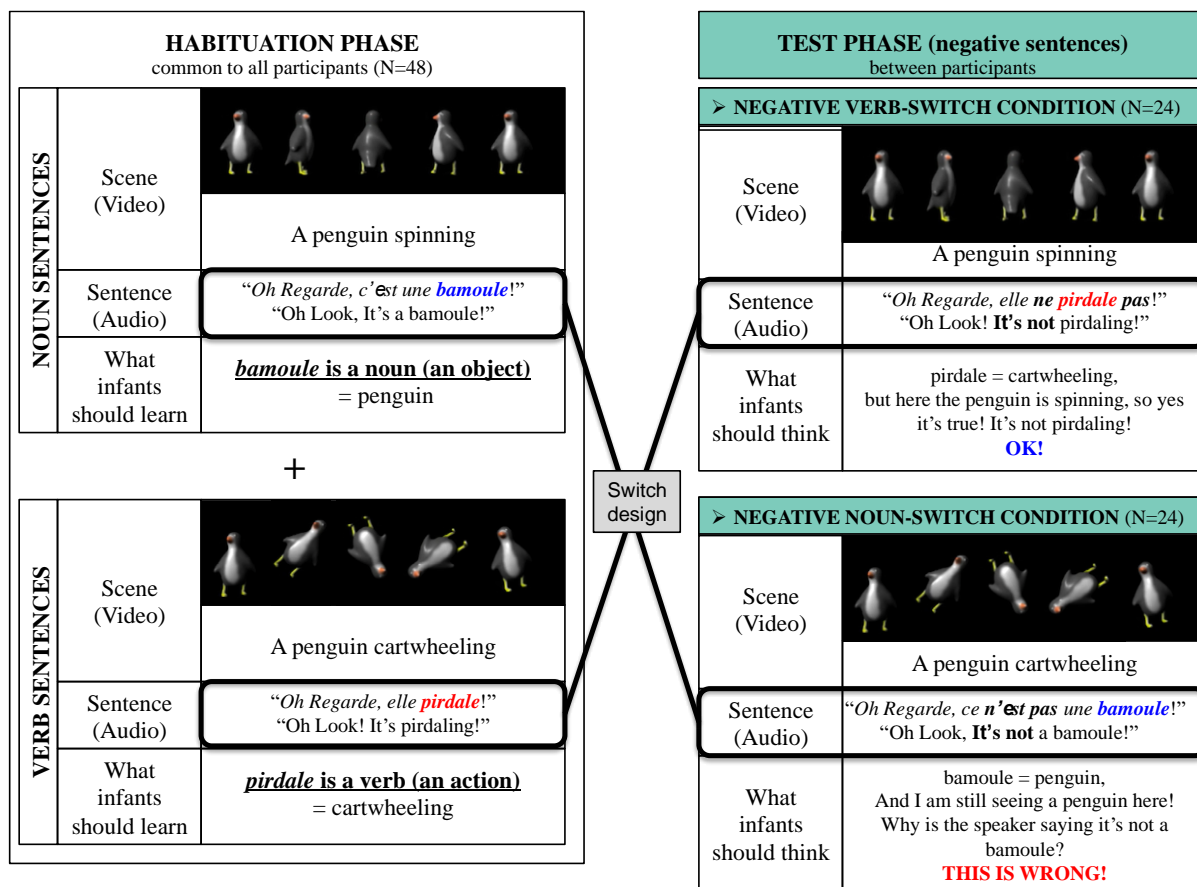 HABITUATION PHASE
common to all participants (N=48)
NOUN SENTENCES
Scene
(Video)
A penguin spinning
Sentence
(Audio)
“Oh Regarde, c’est une bamoule!”
“Oh Look, It’s a bamoule!”
What
infants
should learn
bamoule is a noun (an object)
= penguin
+
VERB SENTENCES
Scene
(Video)
A penguin cartwheeling
Sentence
(Audio)
“Oh Regarde, elle pirdale!”
“Oh Look! It’s pirdaling!”
What
infants
should learn
pirdale is a verb (an action)
= cartwheeling
Switch
design
TEST PHASE (negative sentences)
between participants
➢ NEGATIVE VERB-SWITCH CONDITION (N=24)
Scene
(Video)
A penguin spinning
Sentence
(Audio)
“Oh Regarde, elle ne pirdale pas!”
“Oh Look! It’s not pirdaling!”
What
infants
should think
pirdale = cartwheeling,
but here the penguin is spinning, so yes
it’s true! It’s not pirdaling!
OK!
➢ NEGATIVE NOUN-SWITCH CONDITION (N=24)
Scene
(Video)
A penguin cartwheeling
Sentence
(Audio)
“Oh Regarde, ce n’est pas une bamoule!”
“Oh Look, It’s not a bamoule!”
What
infants
should think
bamoule = penguin,
And I am still seeing a penguin here!
Why is the speaker saying it’s not a
bamoule?
THIS IS WRONG!